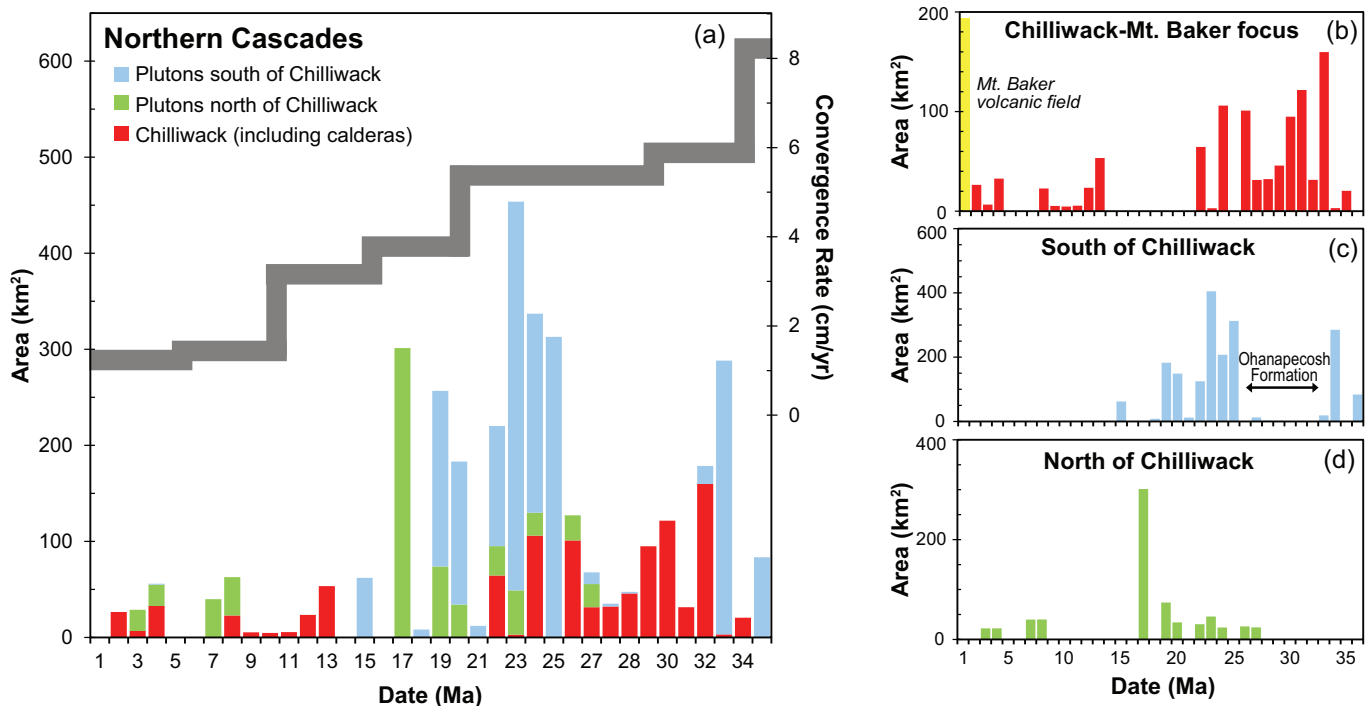 Northern Cascades
(a)
Plutons south of Chilliwack
Plutons north of Chilliwack
Chilliwack (including calderas)
Area (km²)
600
500
400
300
200
100
0
Convergence Rate (cm/yr)
8
6
4
2
0
1 3 5 7 9 11 13 15 17 19 21 23 25 27 28 30 32 34
Date (Ma)
Chilliwack-Mt. Baker focus
(b)
Mt. Baker
volcanic field
Area (km²)
200
100
0
South of Chilliwack
(c)
Ohanapecosh
Formation
Area (km²)
600
400
200
0
North of Chilliwack
(d)
Area (km²)
400
200
0
1 5 10 15 20 25 30 35
Date (Ma)